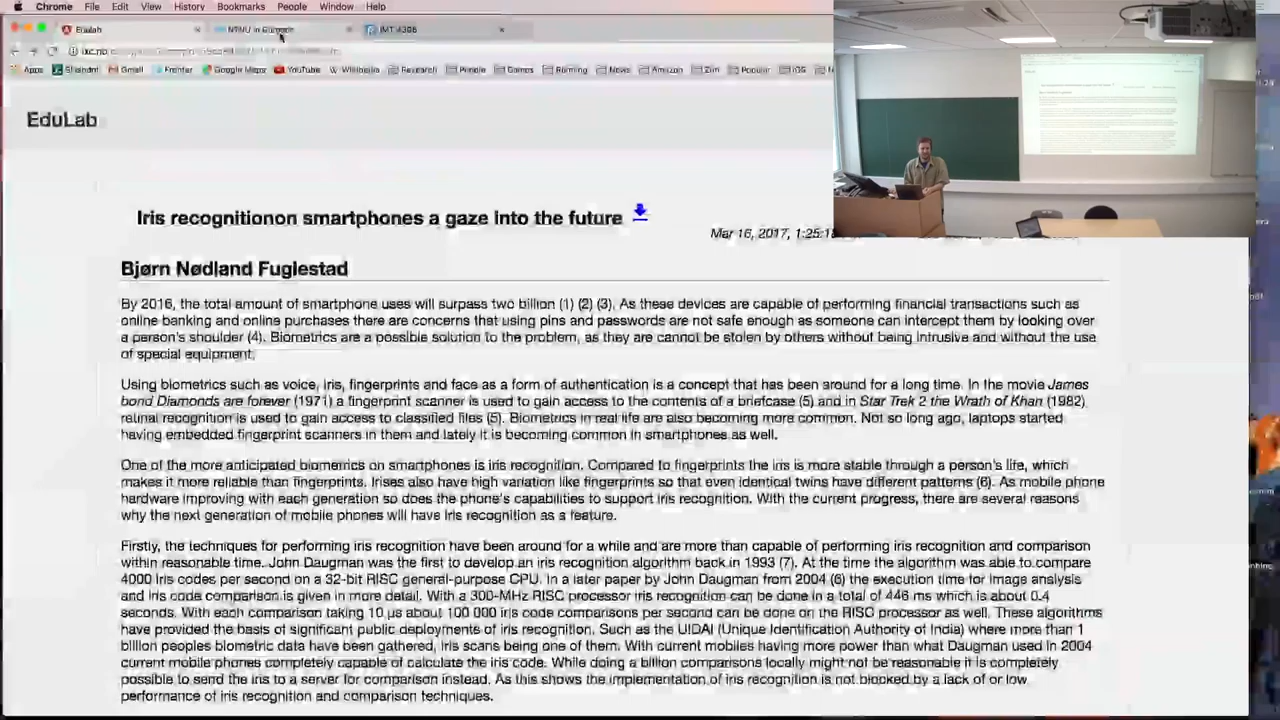 Chrome File Edit View History Bookmarks People Window Help
EduLab
NTNU in
IMT 4306
Apps Gmail Google Maps YouTube Wikipedia Research News Amazon Popular iOS
EduLab
Iris recognitionon smartphones a gaze into the future
Mar 16, 2017, 1:25:1
Bjørn Nødland Fuglestad
By 2016, the total amount of smartphone uses will surpass two billion (1) (2) (3). As these devices are capable of performing financial transactions such as
online banking and online purchases there are concerns that using pins and passwords are not safe enough as someone can intercept them by looking over
a person's shoulder (4). Biometrics are a possible solution to the problem, as they are cannot be stolen by others without being intrusive and without the use
of special equipment.
Using biometrics such as voice, iris, fingerprints and face as a form of authentication is a concept that has been around for a long time. In the movie James
bond Diamonds are forever (1971) a fingerprint scanner is used to gain access to the contents of a briefcase (5) and in Star Trek 2 the Wrath of Khan (1982)
retinal recognition is used to gain access to classified files (5). Biometrics in real life are also becoming more common. Not so long ago, laptops started
having embedded fingerprint scanners in them and lately it is becoming common in smartphones as well.
One of the more anticipated biometrics on smartphones is iris recognition. Compared to fingerprints the iris is more stable through a person's life, which
makes it more reliable than fingerprints. Irises also have high variation like fingerprints so that even identical twins have different patterns (6). As mobile phone
hardware improving with each generation so does the phone's capabilities to support iris recognition. With the current progress, there are several reasons
why the next generation of mobile phones will have iris recognition as a feature.
Firstly, the techniques for performing iris recognition have been around for a while and are more than capable of performing iris recognition and comparison
within reasonable time. John Daugman was the first to develop an iris recognition algorithm back in 1993 (7). At the time the algorithm was able to compare
4000 iris codes per second on a 32-bit RISC general-purpose CPU. In a later paper by John Daugman from 2004 (6) the execution time for image analysis
and iris code comparison is given in more detail. With a 300-MHz RISC processor iris recognition can be done in a total of 446 ms which is about 0.4
seconds. With each comparison taking 10 µs about 100 000 iris code comparisons per second can be done on the RISC processor as well. These algorithms
have provided the basis of significant public deployments of iris recognition. Such as the UIDAI (Unique Identification Authority of India) where more than 1
billion peoples biometric data have been gathered, iris scans being one of them. With current mobiles having more power than what Daugman used in 2004
current mobile phones completely capable of calculate the iris code. While doing a billion comparisons locally might not be reasonable it is completely
possible to send the iris to a server for comparison instead. As this shows the implementation of iris recognition is not blocked by a lack of or low
performance of iris recognition and comparison techniques.